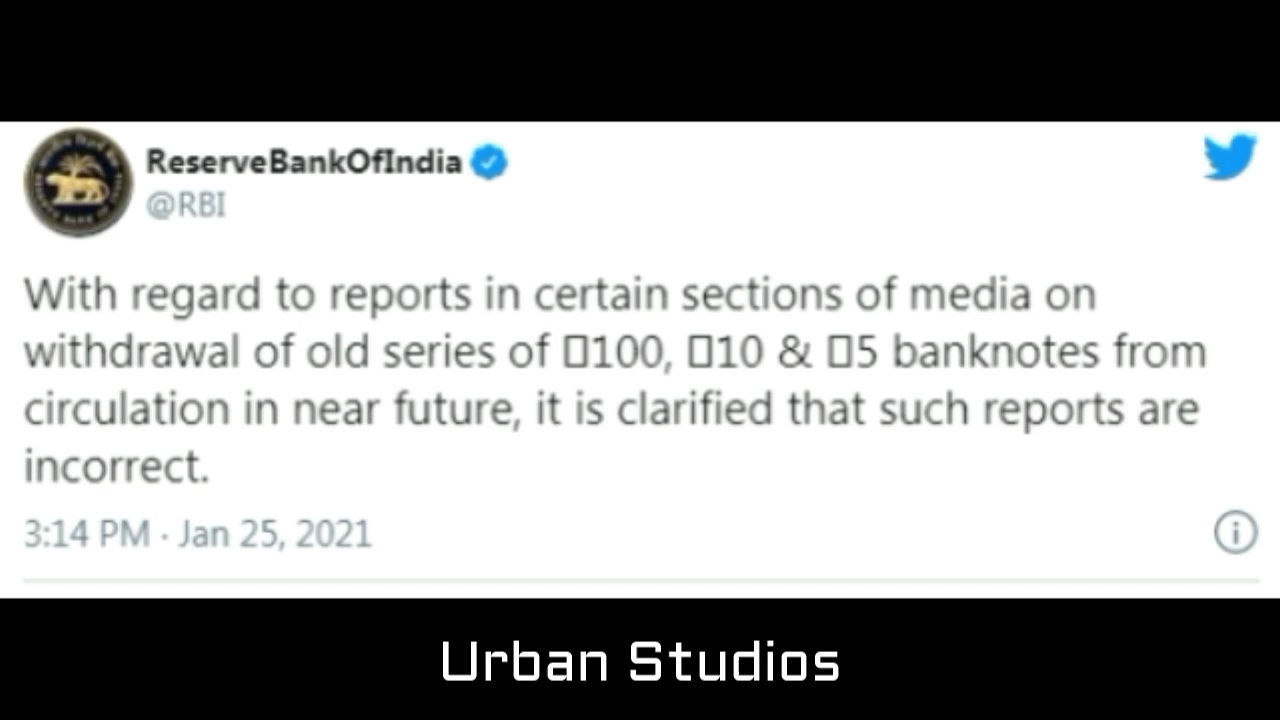 ReserveBankOfIndia
@RBI
With regard to reports in certain sections of media on
withdrawal of old series of □100, □10 & □5 banknotes from
circulation in near future, it is clarified that such reports are
incorrect.
3:14 PM · Jan 25, 2021
Urban Studios